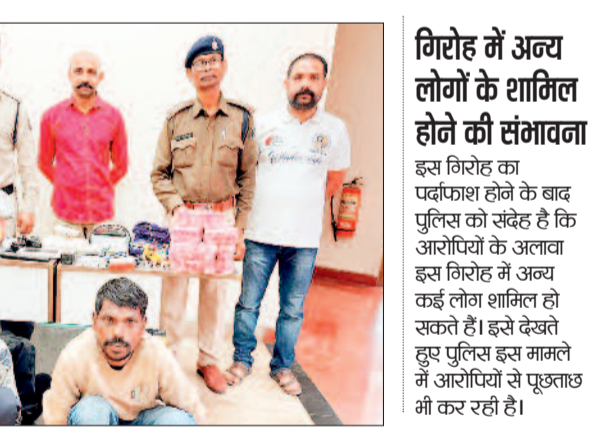 गिरोह में अन्य
लोगों के शामिल
होने की संभावना
इस गिरोह का
पर्दाफाश होने के बाद
पुलिस को संदेह है कि
आरोपियों के अलावा
इस गिरोह में अन्य
कई लोग शामिल हो
सकते हैं। इसे देखते
हुए पुलिस इस मामले
में आरोपियों से पूछताछ
भी कर रही है।